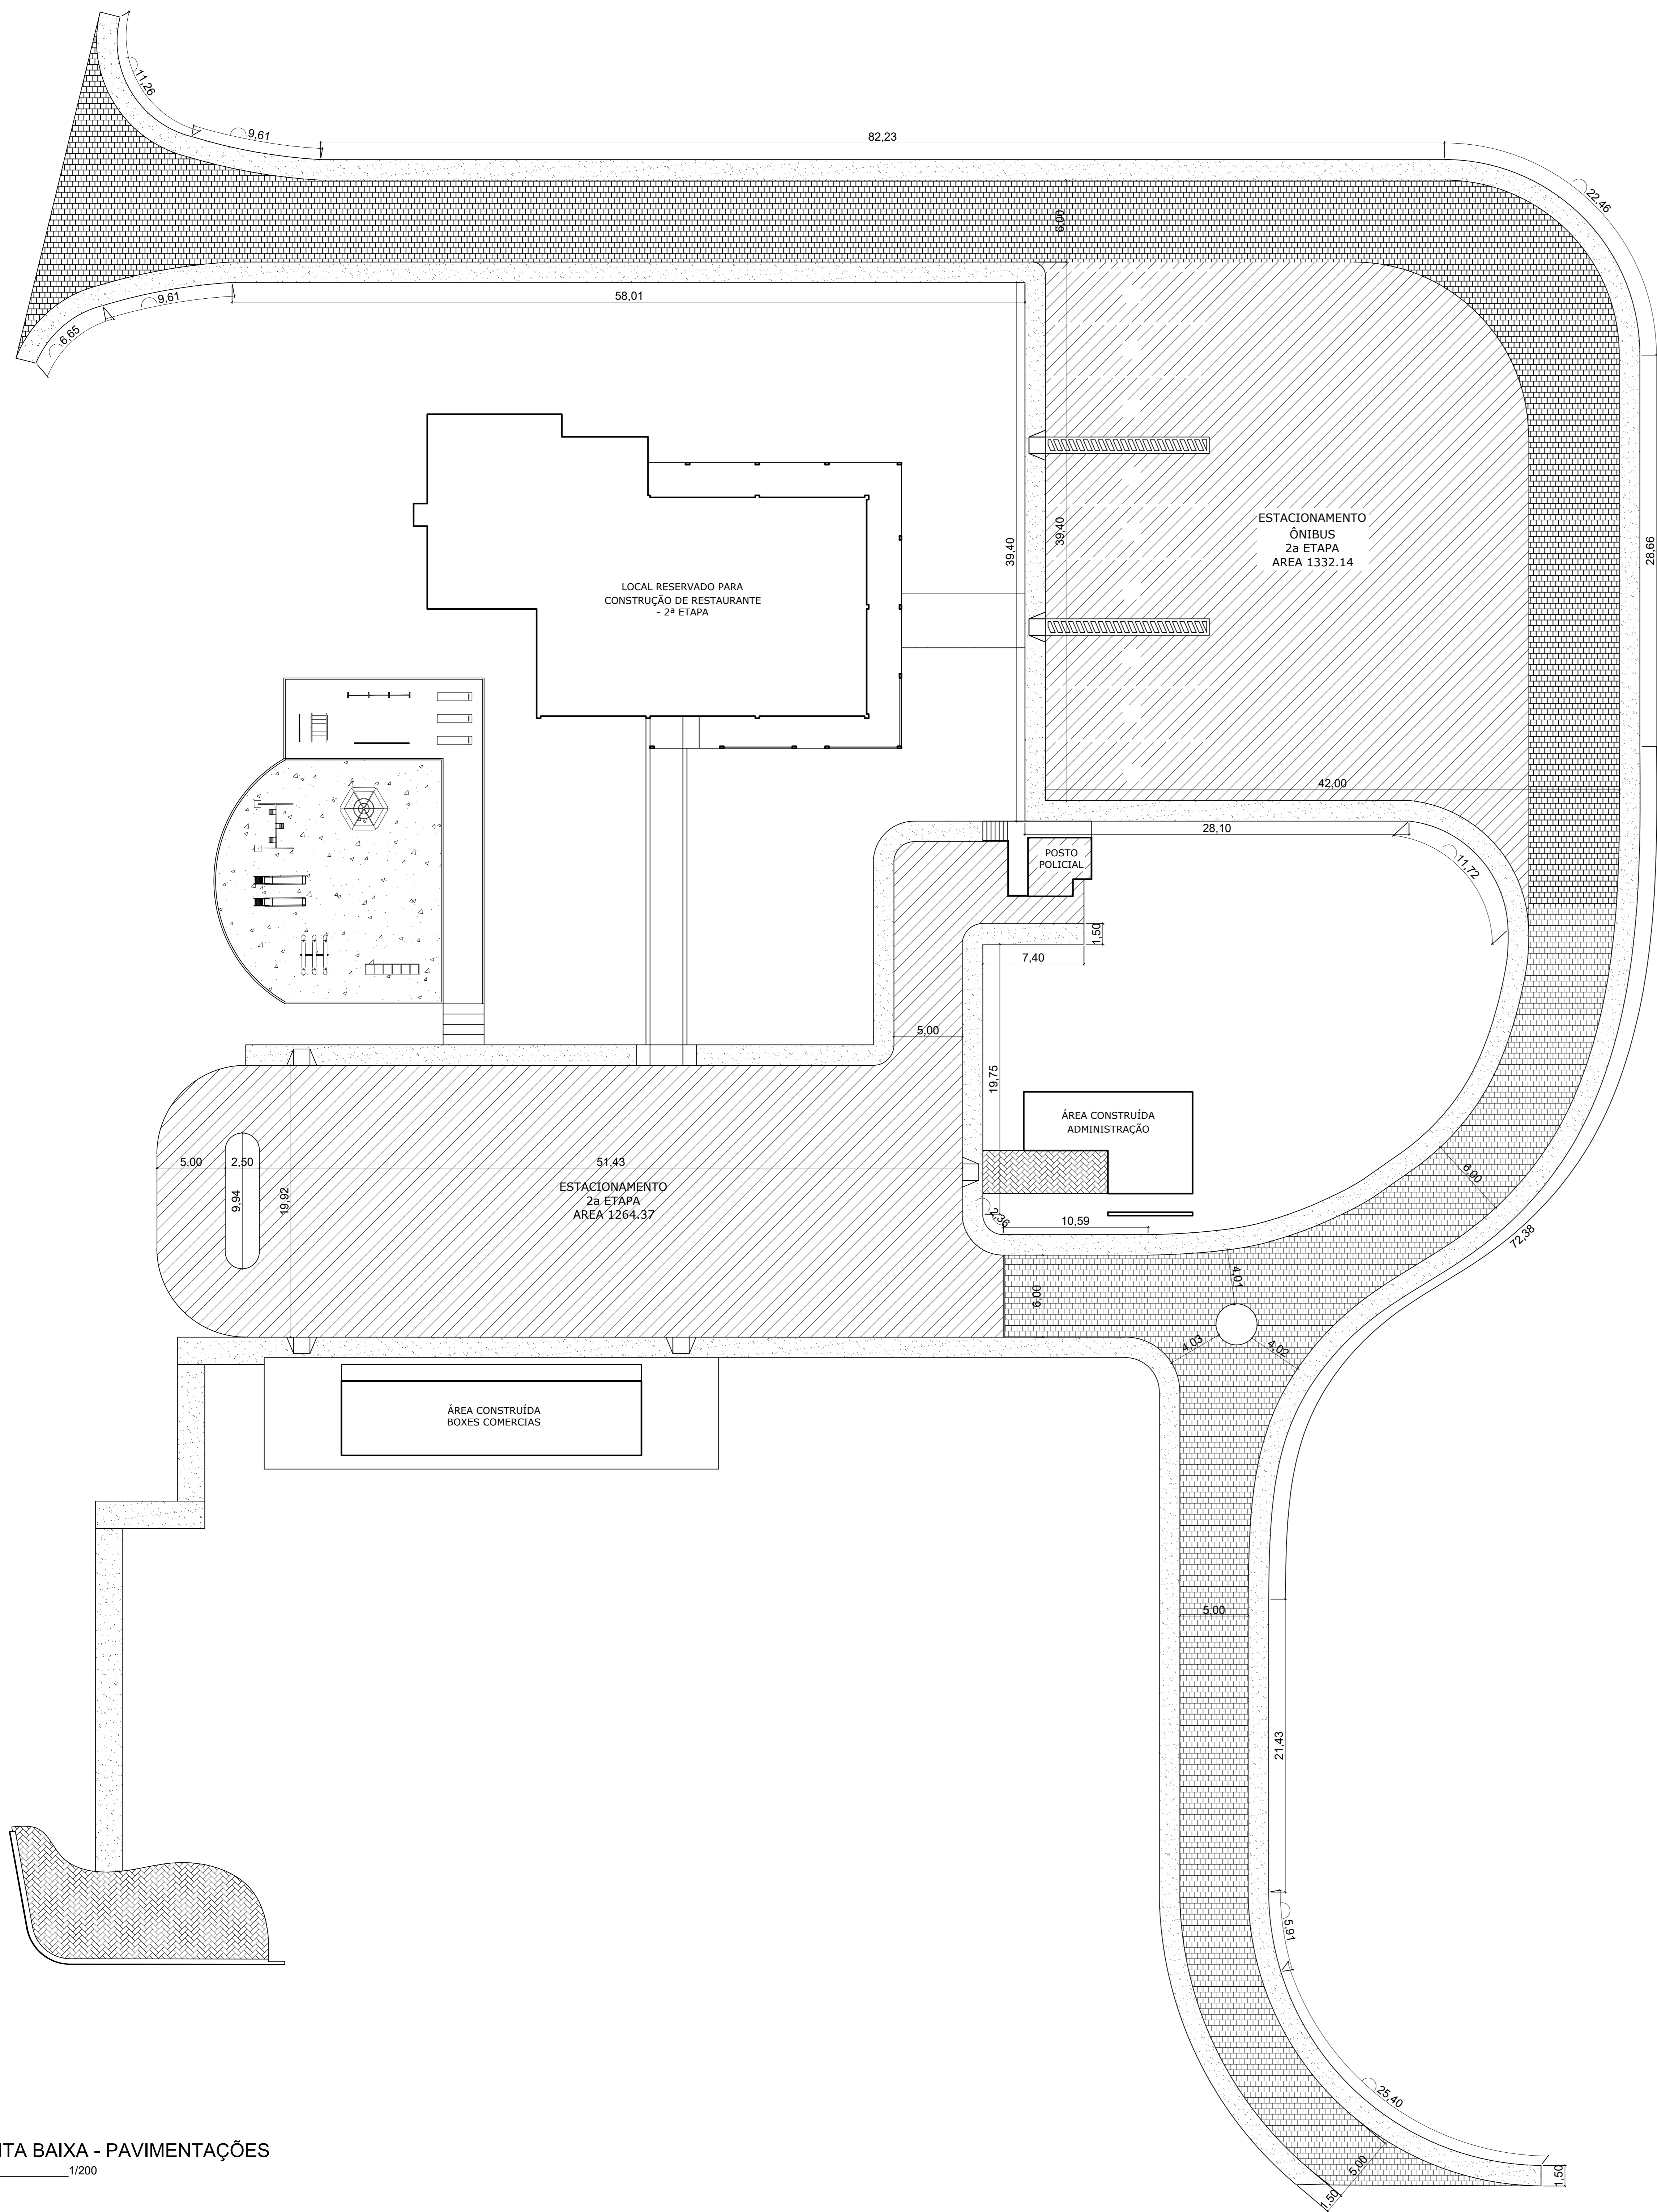 11,26
9,61
82,23
22,46
6,00
9,61
58,01
6,65
39,40
39,40
ESTACIONAMENTO
ÔNIBUS
2a ETAPA
AREA 1332.14
28,66
LOCAL RESERVADO PARA
CONSTRUÇÃO DE RESTAURANTE
- 2ª ETAPA
42,00
28,10
11,72
POSTO
POLICIAL
1,50
7,40
5,00
19,75
ÁREA CONSTRUÍDA
ADMINISTRAÇÃO
5,00
2,50
51,43
9,94
19,92
ESTACIONAMENTO
2a ETAPA
AREA 1264.37
2,36
10,59
6,00
72,38
4,01
6,00
4,03
4,02
ÁREA CONSTRUÍDA
BOXES COMERCIAS
5,00
21,43
5,91
25,40
5,00
1,50
1,50
TA BAIXA - PAVIMENTAÇÕES
1/200